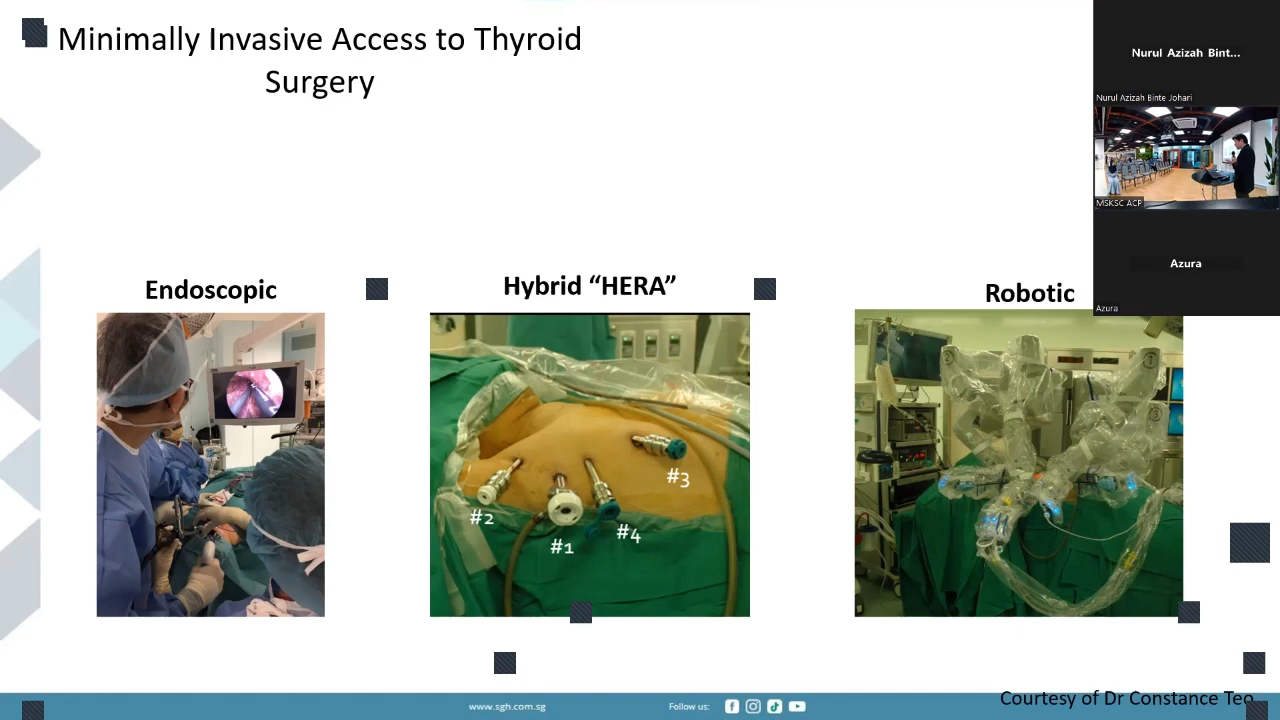 Minimally Invasive Access to Thyroid
Surgery
Nurul Azizah Bint...
Nurul Azizah Binte Johari
MSKSC ACP
Azura
Azura
Endoscopic
Hybrid “HERA”
Robotic
#3
#2
#4
#1
Courtesy of Dr Constance Teo
www.sgh.com.sg
Follow us: